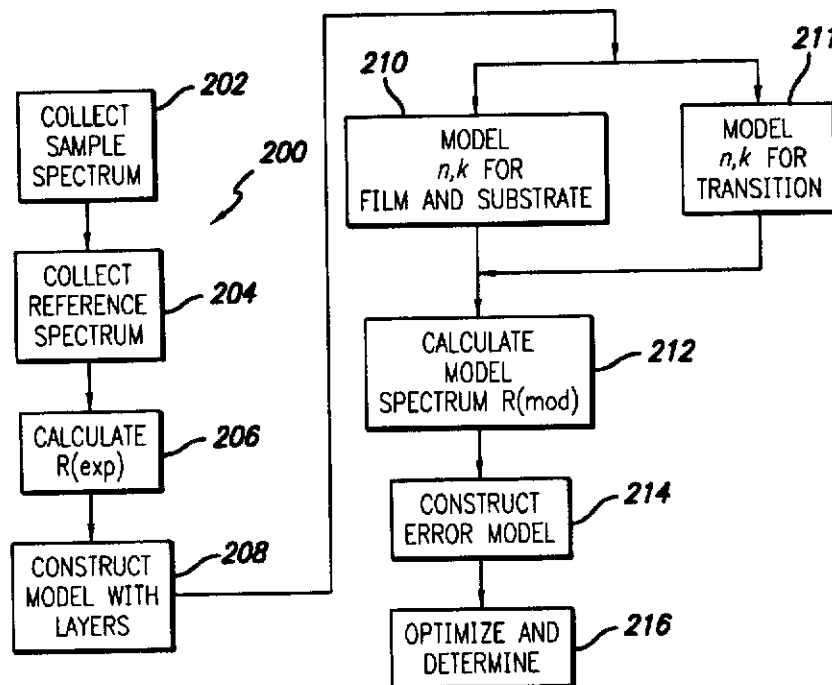 202
COLLECT
SAMPLE
SPECTRUM
200
COLLECT
REFERENCE
SPECTRUM
204
CALCULATE
R(exp)
206
CONSTRUCT
MODEL WITH
LAYERS
208
210
MODEL
n,k FOR
FILM AND SUBSTRATE
211
MODEL
n,k FOR
TRANSITION
CALCULATE
MODEL
SPECTRUM R(mod)
212
CONSTRUCT
ERROR MODEL
214
OPTIMIZE AND
DETERMINE
216